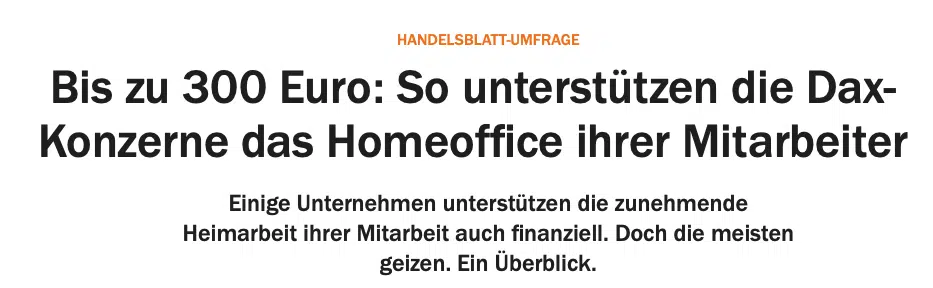 HANDELSBLATT-UMFRAGE
Bis zu 300 Euro: So unterstützen die Dax-
Konzerne das Homeoffice ihrer Mitarbeiter
Einige Unternehmen unterstützen die zunehmende
Heimarbeit ihrer Mitarbeit auch finanziell. Doch die meisten
geizen. Ein Überblick.